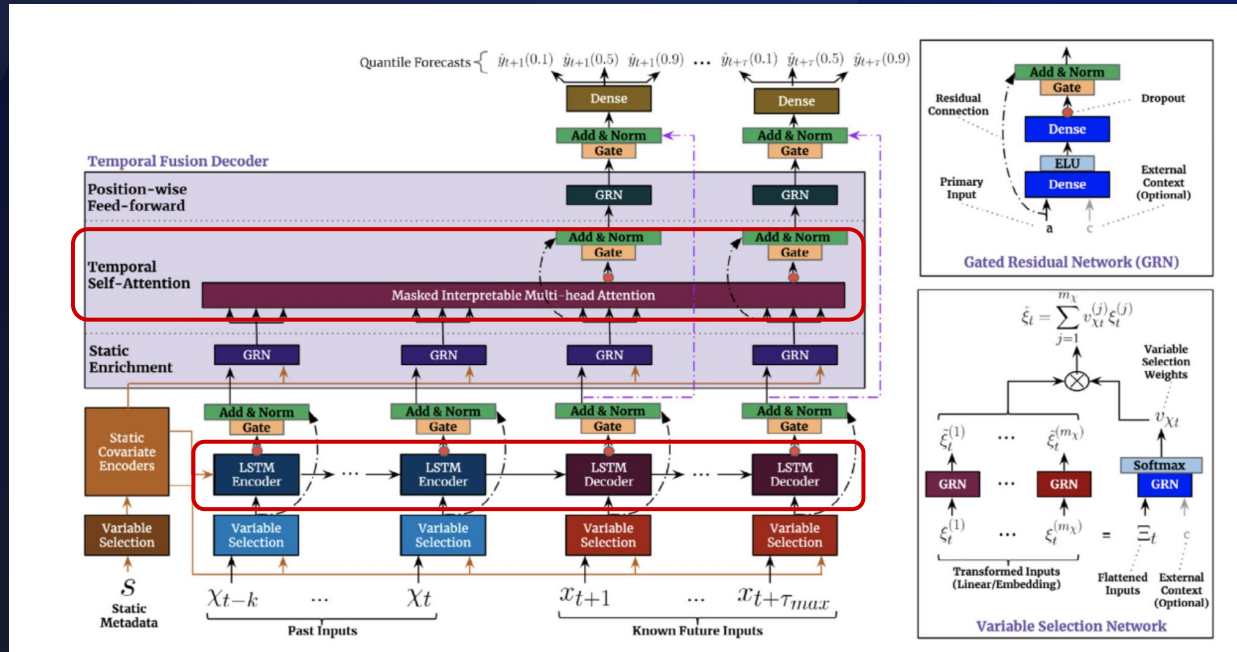 Quantile Forecasts { ŷt+1(0.1) ŷt+1(0.5) ŷt+1(0.9) ... ŷt+τ(0.1) ŷt+τ(0.5) ŷt+τ(0.9)
Dense Dense
Add & Norm Add & Norm
Gate Gate
Temporal Fusion Decoder
Position-wise
Feed-forward
GRN GRN
Add & Norm Add & Norm
Gate Gate
Temporal
Self-Attention
Masked Interpretable Multi-head Attention
Static
Enrichment
GRN GRN GRN GRN
Add & Norm Add & Norm Add & Norm Add & Norm
Gate Gate Gate Gate
Static
Covariate
Encoders
LSTM
Encoder
...
LSTM
Encoder
LSTM
Decoder
...
LSTM
Decoder
Variable
Selection
Variable
Selection
Variable
Selection
Variable
Selection
Variable
Selection
s
Static
Metadata
χt−k ... χt
Past Inputs
xt+1 ... xt+τmax
Known Future Inputs
Add & Norm
Gate
Residual
Connection
Dropout
Dense
ELU
Dense
Primary
Input
External
Context
(Optional)
a c
Gated Residual Network (GRN)
ξ̃t = ∑ j=1 mχ vχt(j) ξ̃t(j)
Variable
Selection
Weights
vχt
ξ̃t(1) ... ξ̃t(mχ)
Softmax
GRN ... GRN GRN
ξt(1) ... ξt(mχ) = Ξt c
Transformed Inputs
(Linear/Embedding)
Flattened
Inputs
External
Context
(Optional)
Variable Selection Network